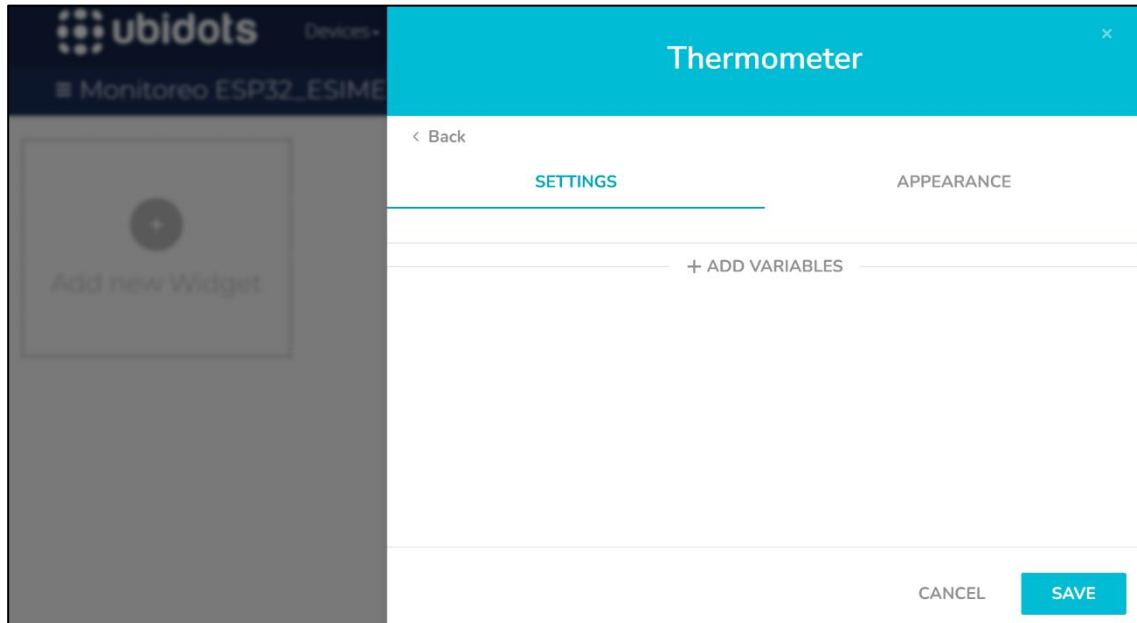 ubidots
Devices
Monitoreo ESP32_ESIME
Add new Widget
Thermometer
< Back
SETTINGS
APPEARANCE
+ ADD VARIABLES
CANCEL
SAVE